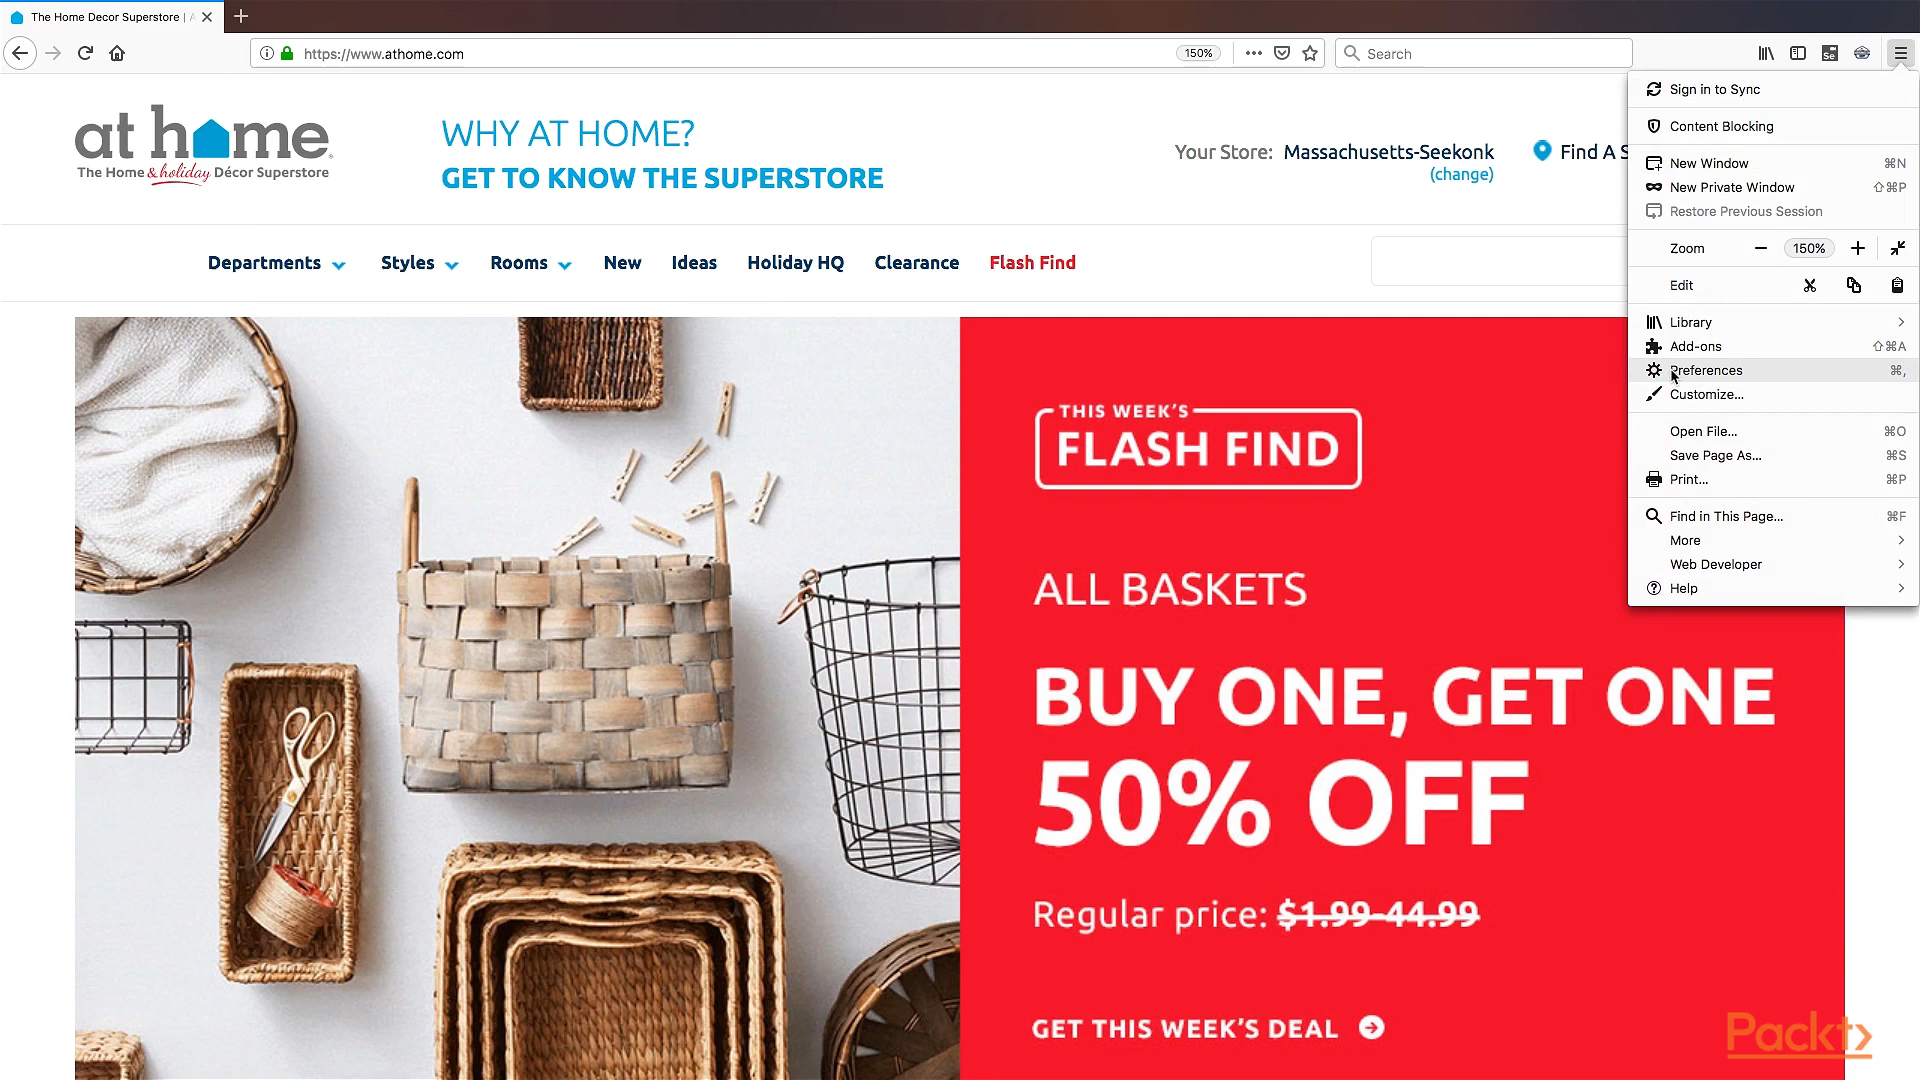 The Home Decor Superstore |
https://www.athome.com
150%
Search
at home
The Home & holiday Décor Superstore
WHY AT HOME?
GET TO KNOW THE SUPERSTORE
Your Store: Massachusetts-Seekonk
(change)
Find A S
Departments
Styles
Rooms
New
Ideas
Holiday HQ
Clearance
Flash Find
Sign in to Sync
Content Blocking
New Window ⌘N
New Private Window ⇧⌘P
Restore Previous Session
Zoom 150%
Edit
Library
Add-ons ⇧⌘A
Preferences ⌘,
Customize...
Open File... ⌘O
Save Page As... ⌘S
Print... ⌘P
Find in This Page... ⌘F
More
Web Developer
Help
THIS WEEK'S
FLASH FIND
ALL BASKETS
BUY ONE, GET ONE
50% OFF
Regular price: $1.99-44.99
GET THIS WEEK'S DEAL
Packt